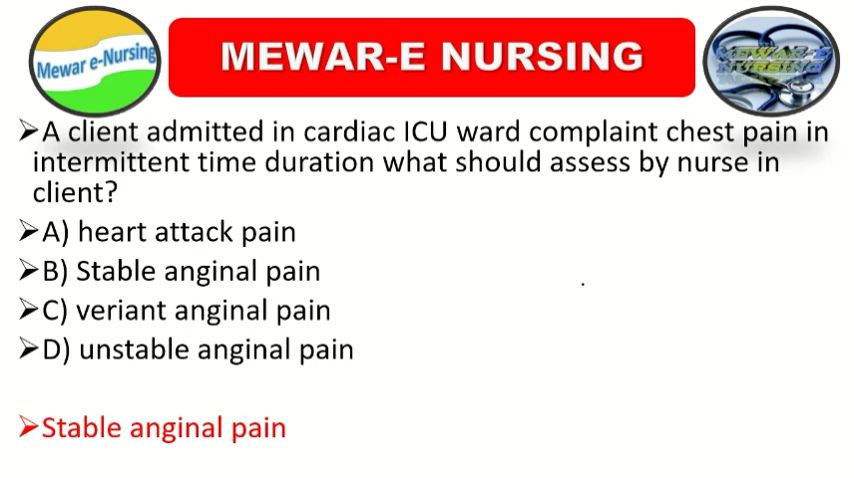 Mewar e-Nursing
MEWAR-E NURSING
MEWAR-E
NURSING
➢A client admitted in cardiac ICU ward complaint chest pain in
intermittent time duration what should assess by nurse in
client?
➢A) heart attack pain
➢B) Stable anginal pain
➢C) veriant anginal pain
➢D) unstable anginal pain
➢Stable anginal pain